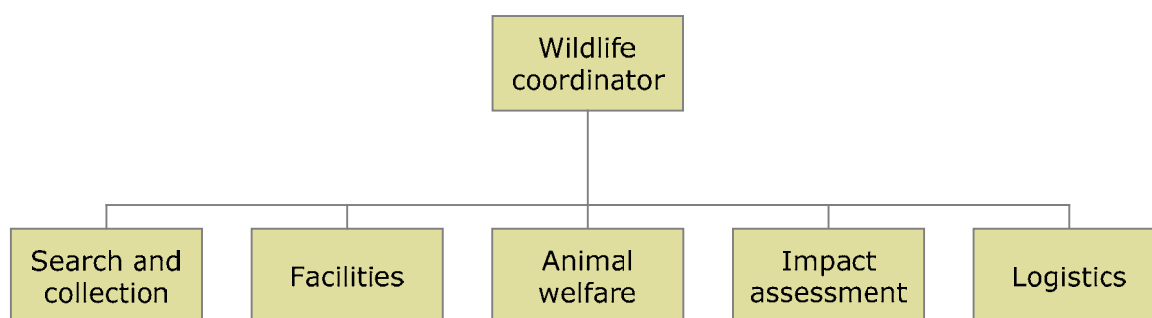 Wildlife
coordinator
Search and
collection
Facilities
Animal
welfare
Impact
assessment
Logistics